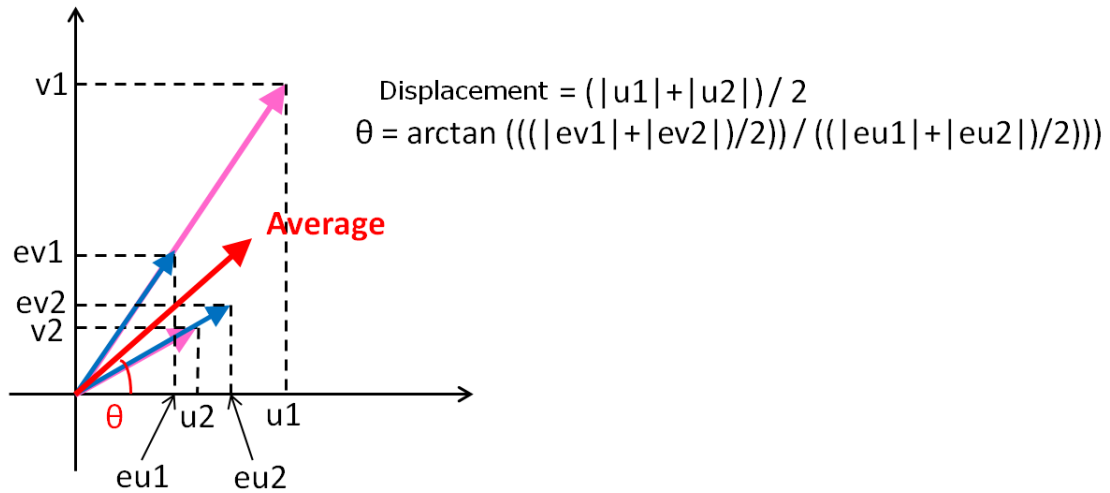 v1
Displacement = (|u1|+|u2|) / 2
θ = arctan (((|ev1|+|ev2|)/2)) / ((|eu1|+|eu2|)/2)))
Average
ev1
ev2
v2
θ
u2
u1
eu1
eu2